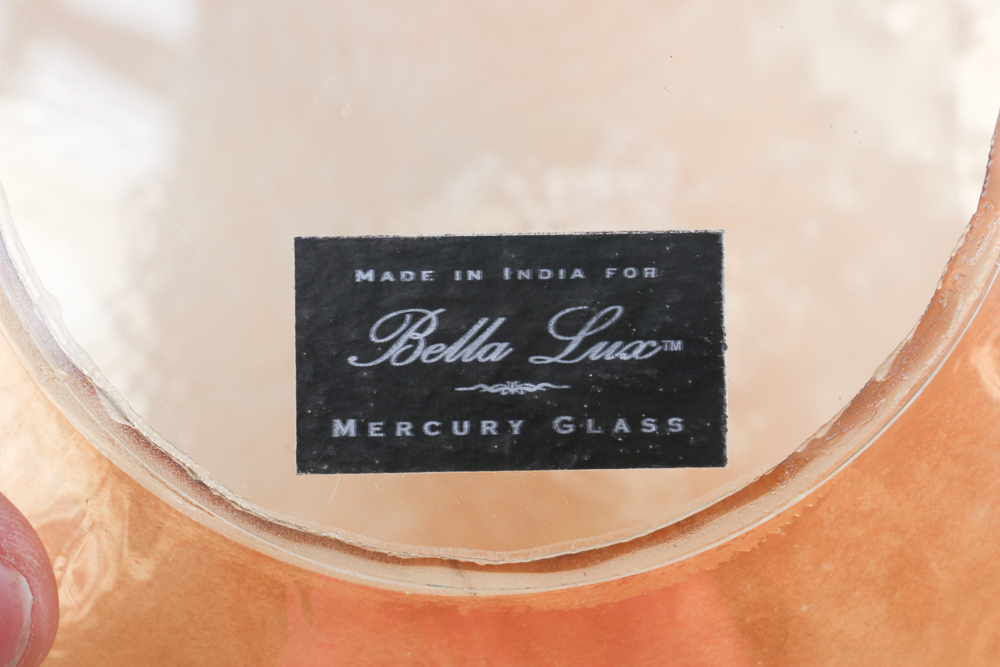 Made in India for
Bella Lux™
Mercury Glass